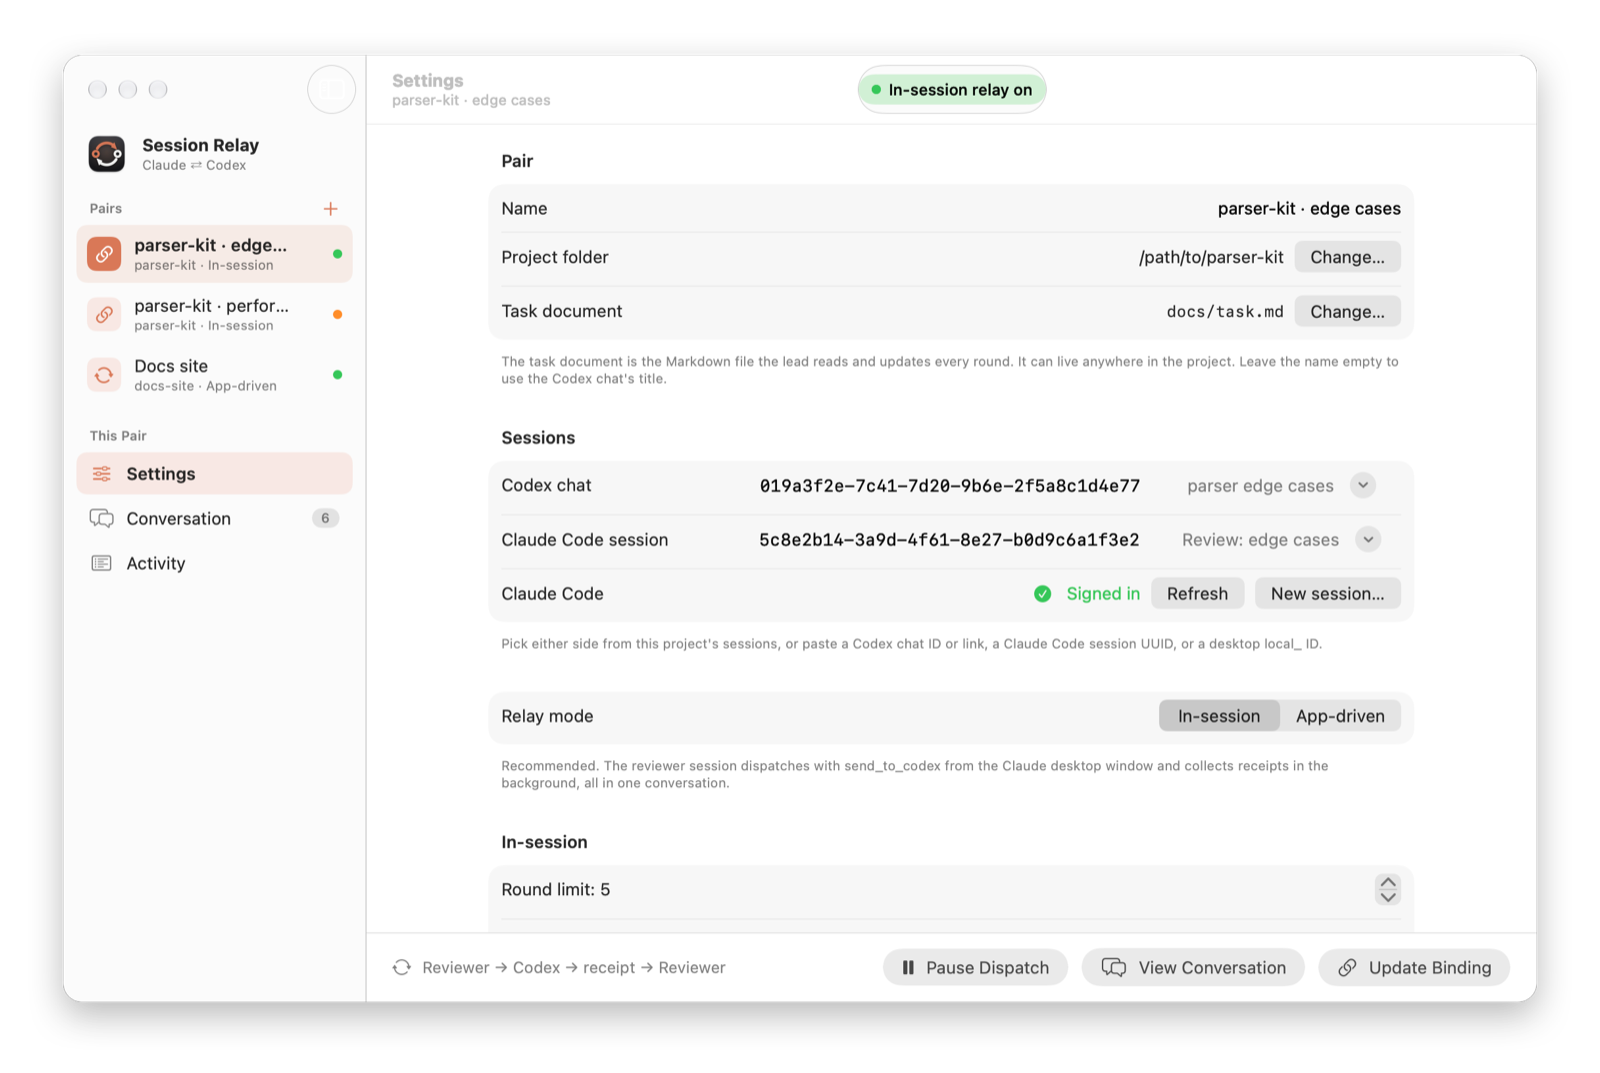 Session Relay
Claude ⇄ Codex
Pairs
parser-kit · edge...
parser-kit · In-session
parser-kit · perfor...
parser-kit · In-session
Docs site
docs-site · App-driven
This Pair
Settings
Conversation 6
Activity
Settings
parser-kit · edge cases
In-session relay on
Pair
Name parser-kit · edge cases
Project folder /path/to/parser-kit Change...
Task document docs/task.md Change...
The task document is the Markdown file the lead reads and updates every round. It can live anywhere in the project. Leave the name empty to
use the Codex chat's title.
Sessions
Codex chat 019a3f2e-7c41-7d20-9b6e-2f5a8c1d4e77 parser edge cases
Claude Code session 5c8e2b14-3a9d-4f61-8e27-b0d9c6a1f3e2 Review: edge cases
Claude Code Signed in Refresh New session...
Pick either side from this project's sessions, or paste a Codex chat ID or link, a Claude Code session UUID, or a desktop local_ ID.
Relay mode In-session App-driven
Recommended. The reviewer session dispatches with send_to_codex from the Claude desktop window and collects receipts in the
background, all in one conversation.
In-session
Round limit: 5
Reviewer → Codex → receipt → Reviewer
Pause Dispatch View Conversation Update Binding